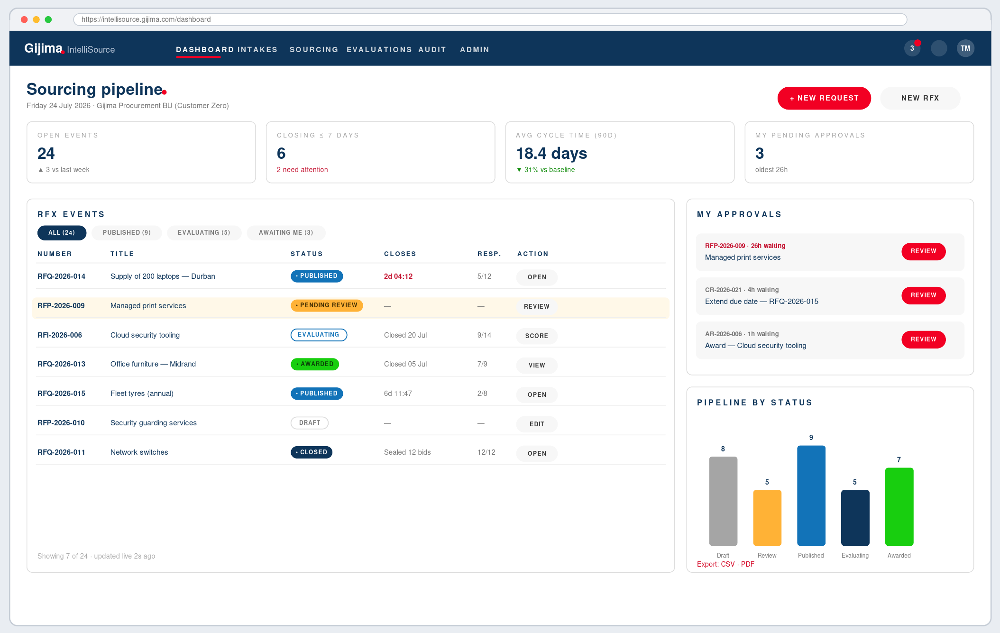 https://intellisource.gijima.com/dashboard
Gijima. IntelliSource DASHBOARD INTAKES SOURCING EVALUATIONS AUDIT ADMIN 3 TM
Sourcing pipeline.
Friday 24 July 2026 · Gijima Procurement BU (Customer Zero)
+ NEW REQUEST NEW RFX
OPEN EVENTS
24
▲ 3 vs last week
CLOSING ≤ 7 DAYS
6
2 need attention
AVG CYCLE TIME (90D)
18.4 days
▼ 31% vs baseline
MY PENDING APPROVALS
3
oldest 26h
RFX EVENTS
ALL (24) PUBLISHED (9) EVALUATING (5) AWAITING ME (3)
NUMBER TITLE STATUS CLOSES RESP. ACTION
RFQ-2026-014 Supply of 200 laptops — Durban • PUBLISHED 2d 04:12 5/12 OPEN
RFP-2026-009 Managed print services • PENDING REVIEW — — REVIEW
RFI-2026-006 Cloud security tooling EVALUATING Closed 20 Jul 9/14 SCORE
RFQ-2026-013 Office furniture — Midrand • AWARDED Closed 05 Jul 7/9 VIEW
RFQ-2026-015 Fleet tyres (annual) • PUBLISHED 6d 11:47 2/8 OPEN
RFP-2026-010 Security guarding services DRAFT — — EDIT
RFQ-2026-011 Network switches • CLOSED Sealed 12 bids 12/12 OPEN
Showing 7 of 24 · updated live 2s ago
MY APPROVALS
RFP-2026-009 · 26h waiting
Managed print services
REVIEW
CR-2026-021 · 4h waiting
Extend due date — RFQ-2026-015
REVIEW
AR-2026-006 · 1h waiting
Award — Cloud security tooling
REVIEW
PIPELINE BY STATUS
8 5 9 5 7
Draft Review Published Evaluating Awarded
Export: CSV · PDF